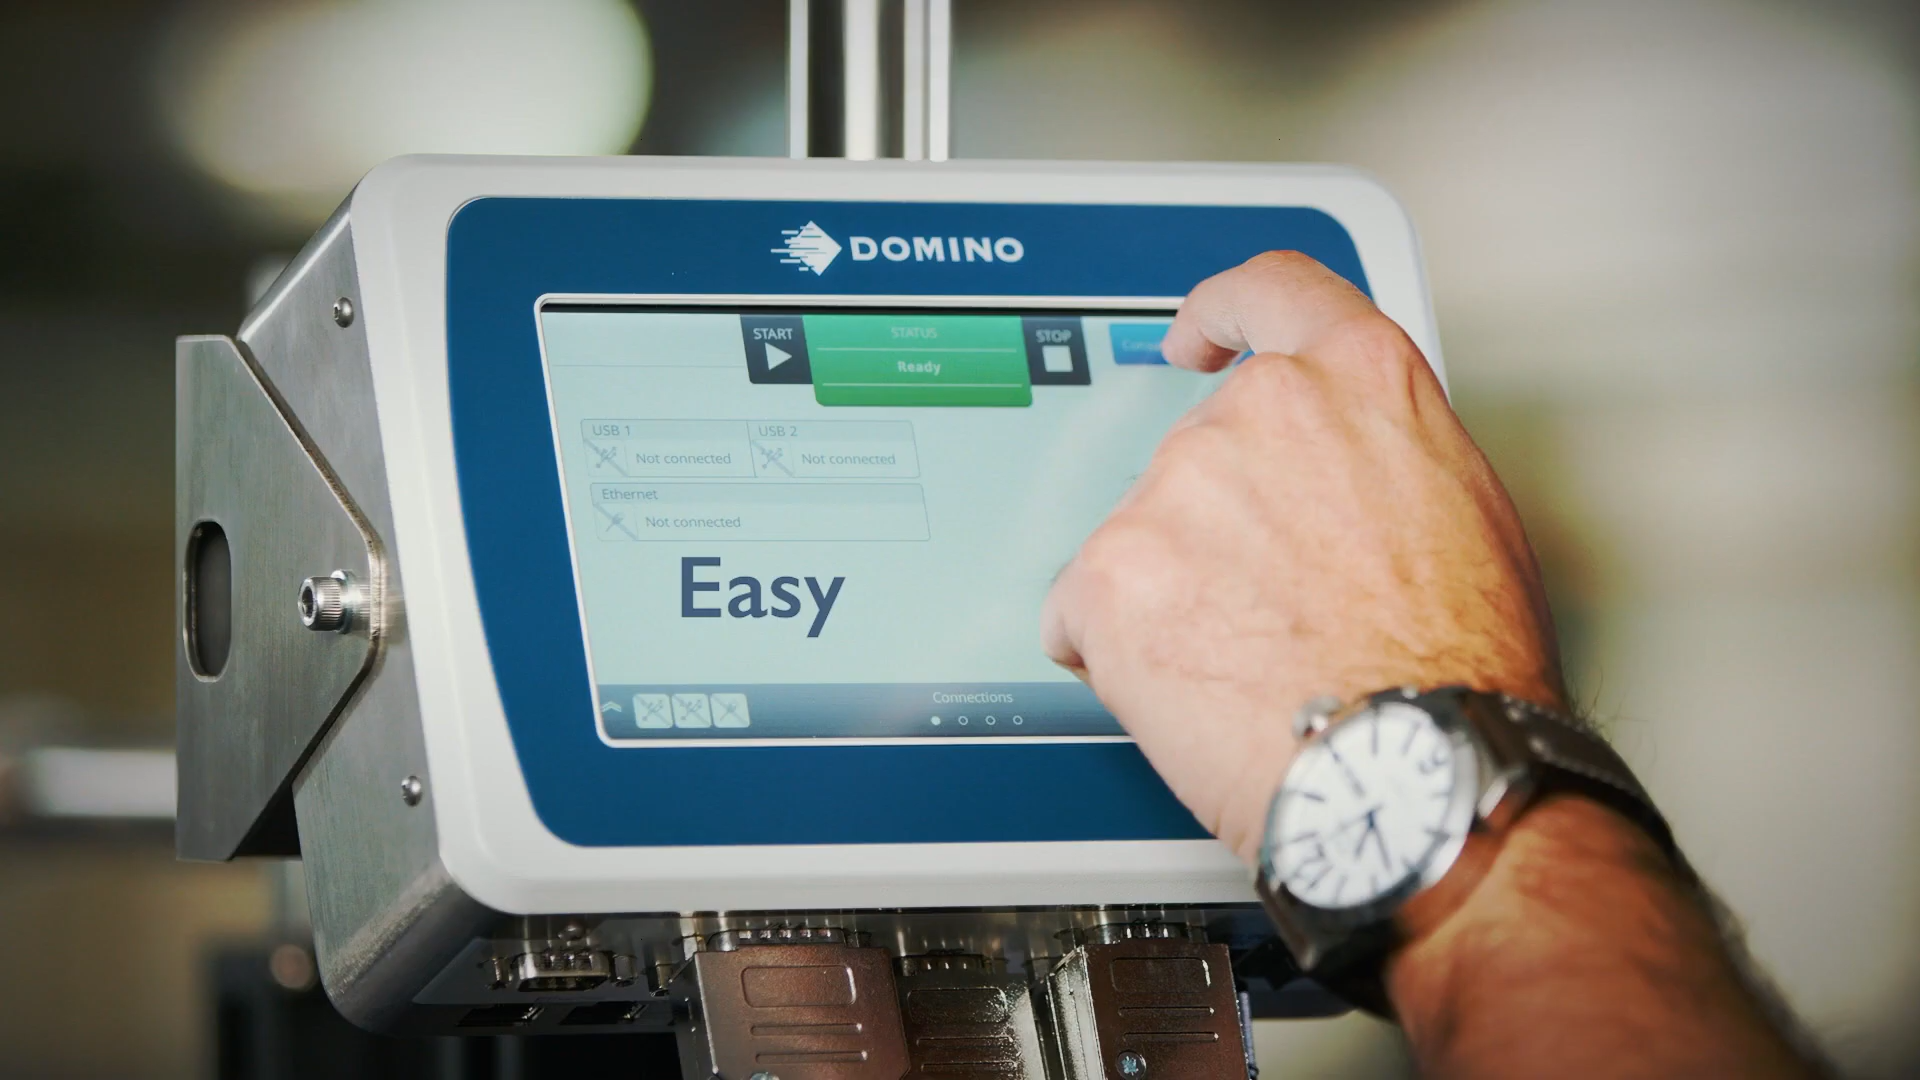 DOMINO
START
STATUS
Ready
STOP
USB 1
Not connected
USB 2
Not connected
Ethernet
Not connected
Easy
Connections